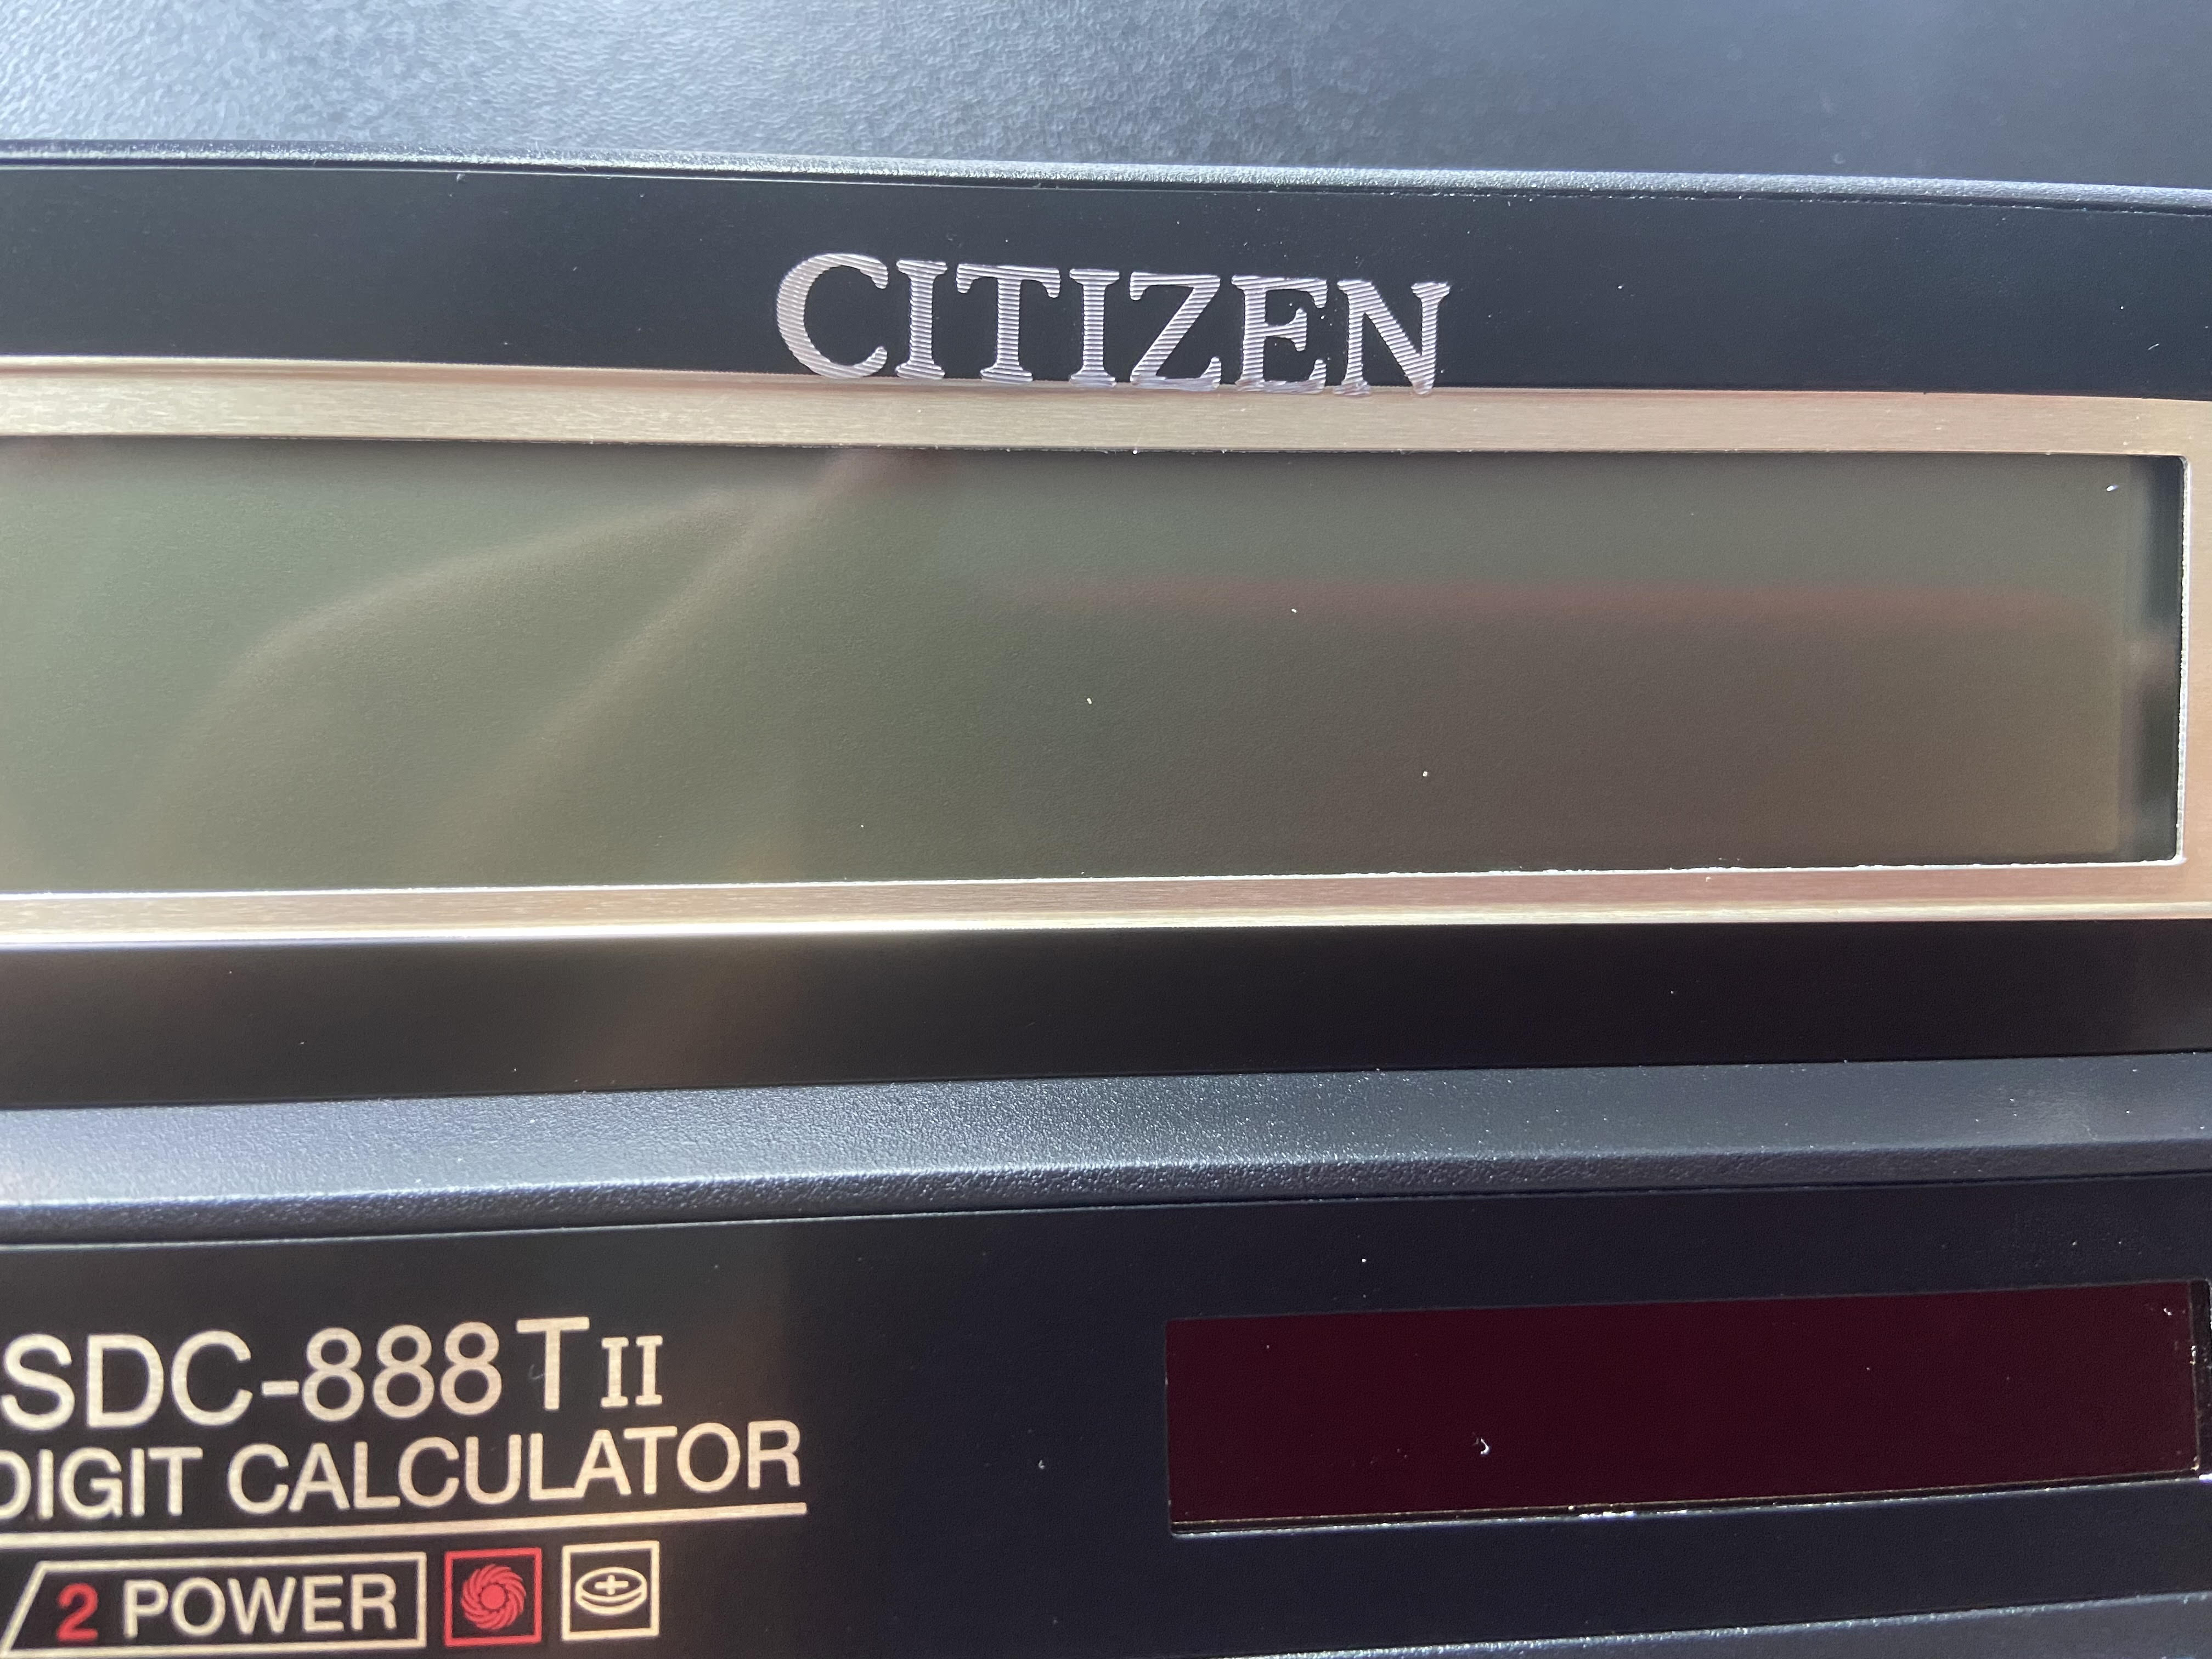 CITIZEN
SDC-888TII
DIGIT CALCULATOR
2 POWER